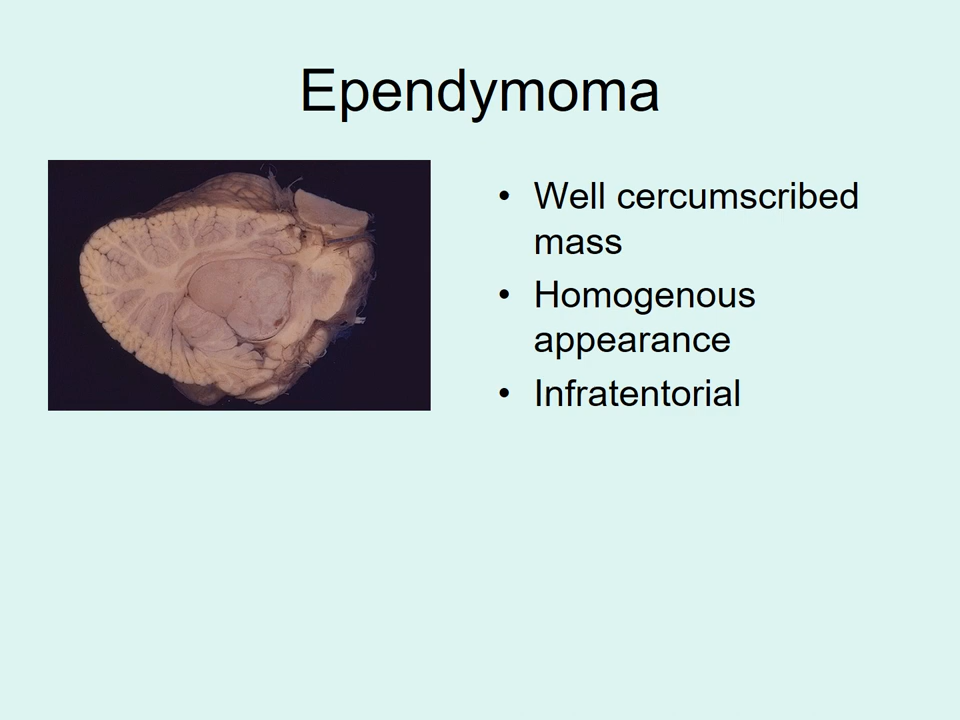 Ependymoma
• Well cercumscribed
mass
• Homogenous
appearance
• Infratentorial